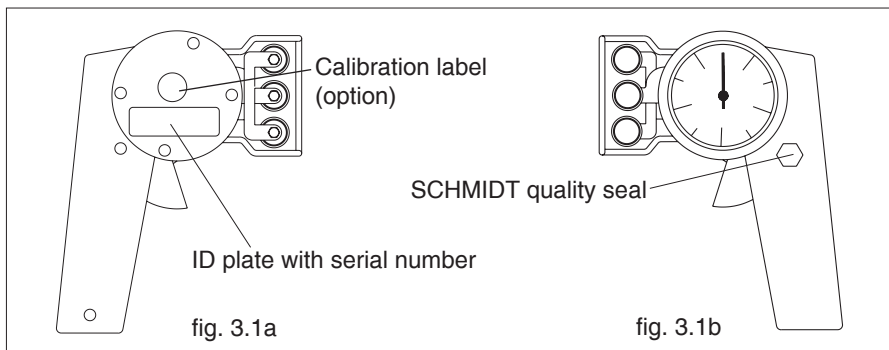 Calibration label
(option)
SCHMIDT quality seal
ID plate with serial number
fig. 3.1a
fig. 3.1b